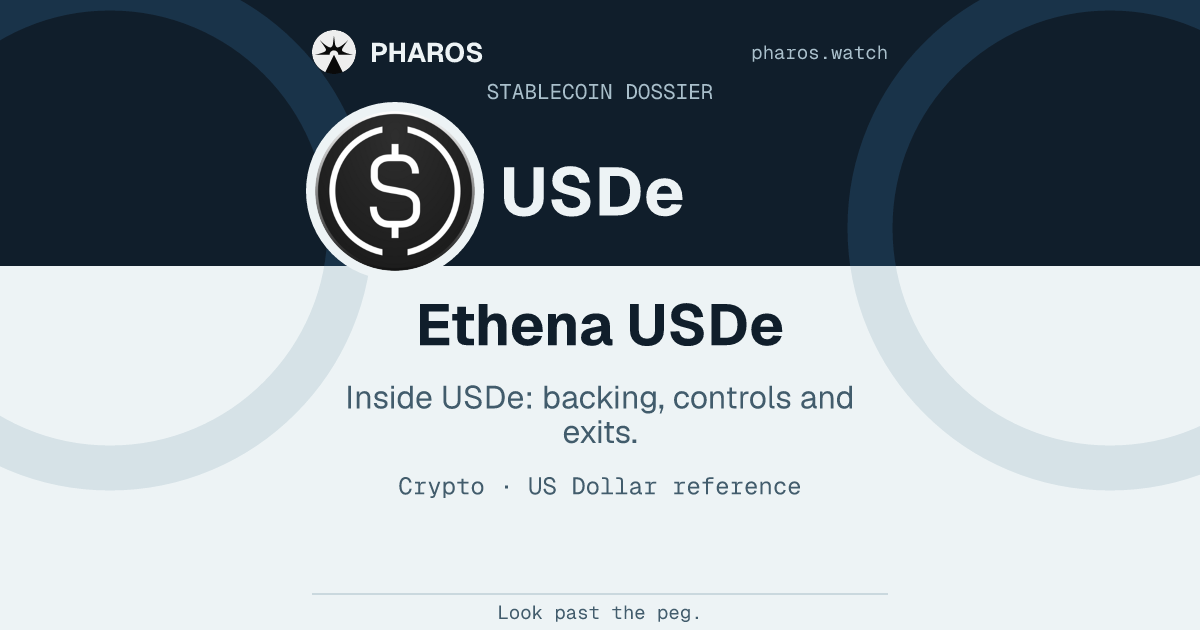 PHAROS
pharos.watch
STABLECOIN DOSSIER
$
USDe
Ethena USDe
Inside USDe: backing, controls and
exits.
Crypto · US Dollar reference
Look past the peg.